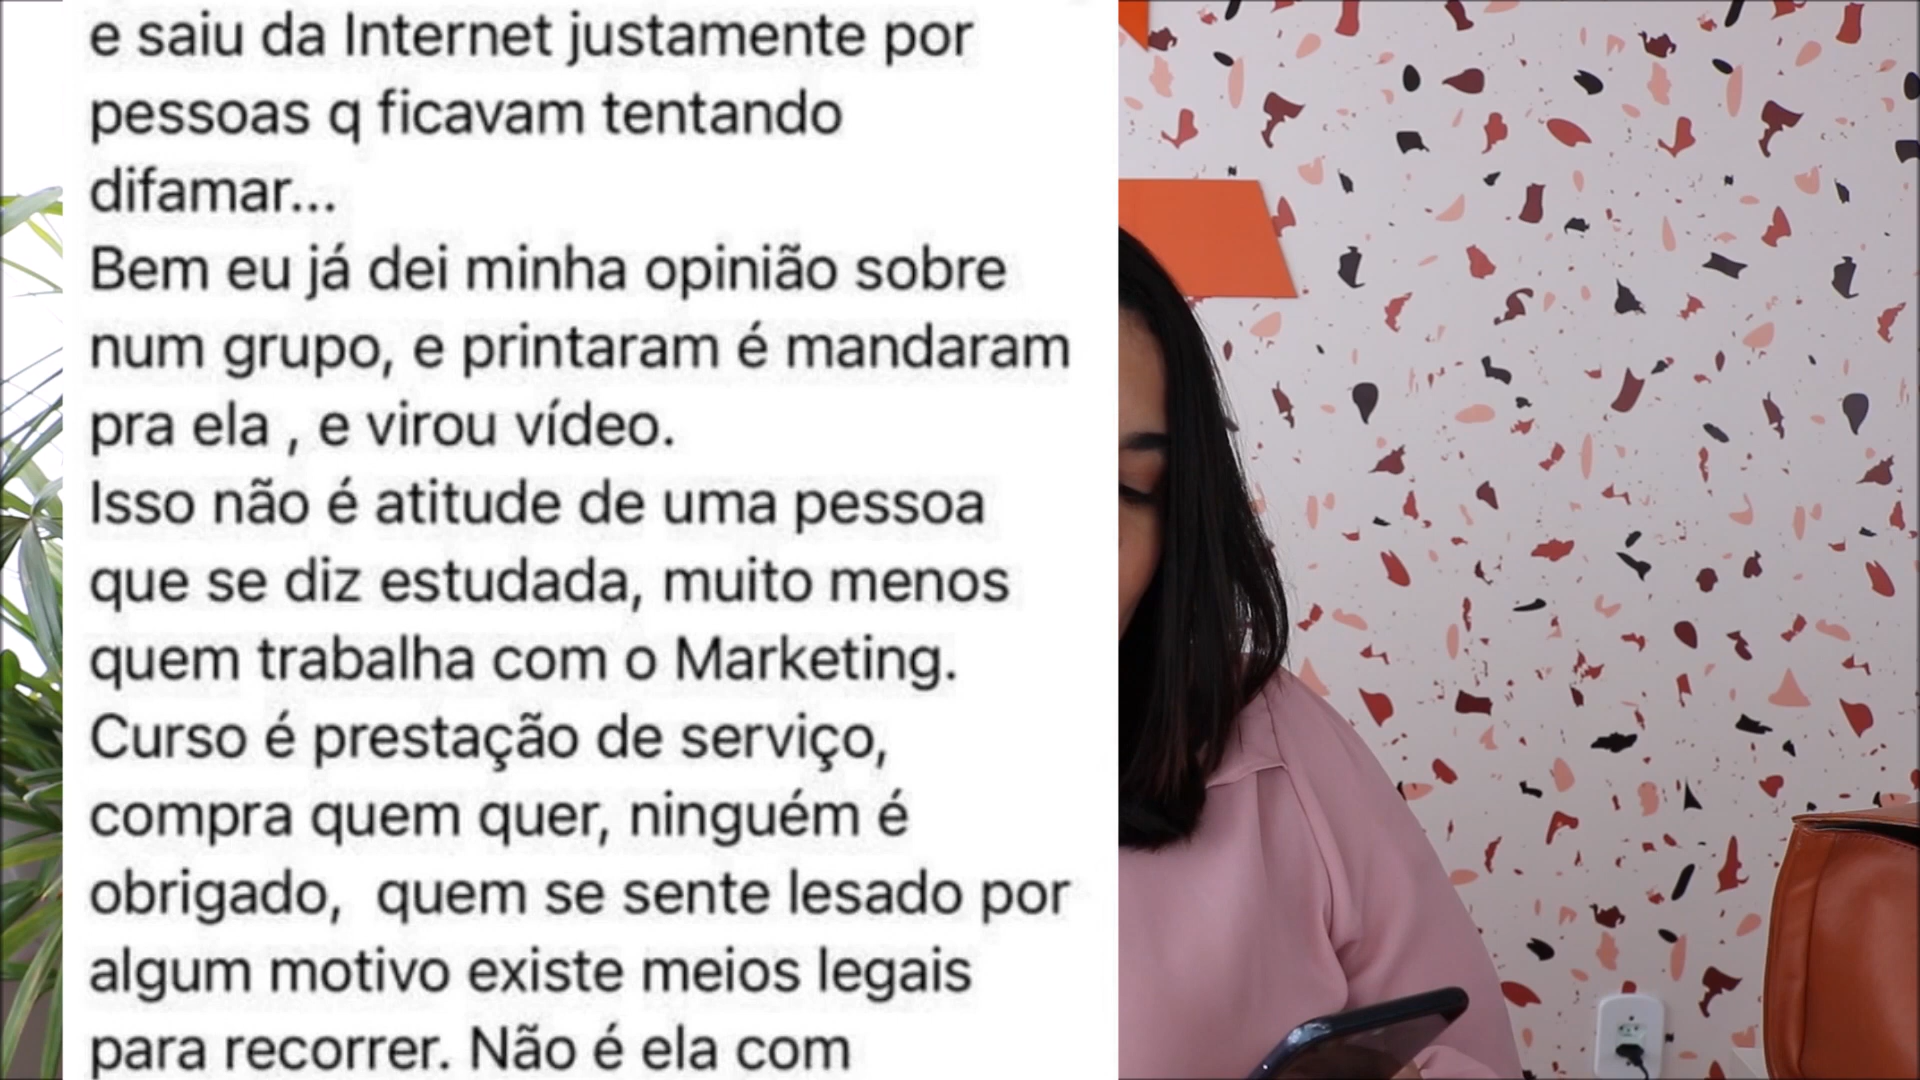 e saiu da Internet justamente por
pessoas q ficavam tentando
difamar...
Bem eu já dei minha opinião sobre
num grupo, e printaram é mandaram
pra ela , e virou vídeo.
Isso não é atitude de uma pessoa
que se diz estudada, muito menos
quem trabalha com o Marketing.
Curso é prestação de serviço,
compra quem quer, ninguém é
obrigado,  quem se sente lesado por
algum motivo existe meios legais
para recorrer. Não é ela com